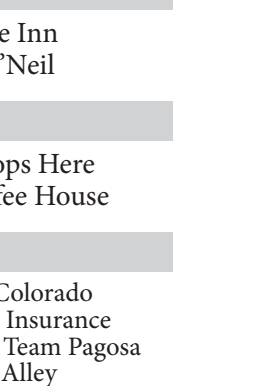 e Inn
’Neil
ops Here
fee House
Colorado
Insurance
Team Pagosa
Alley